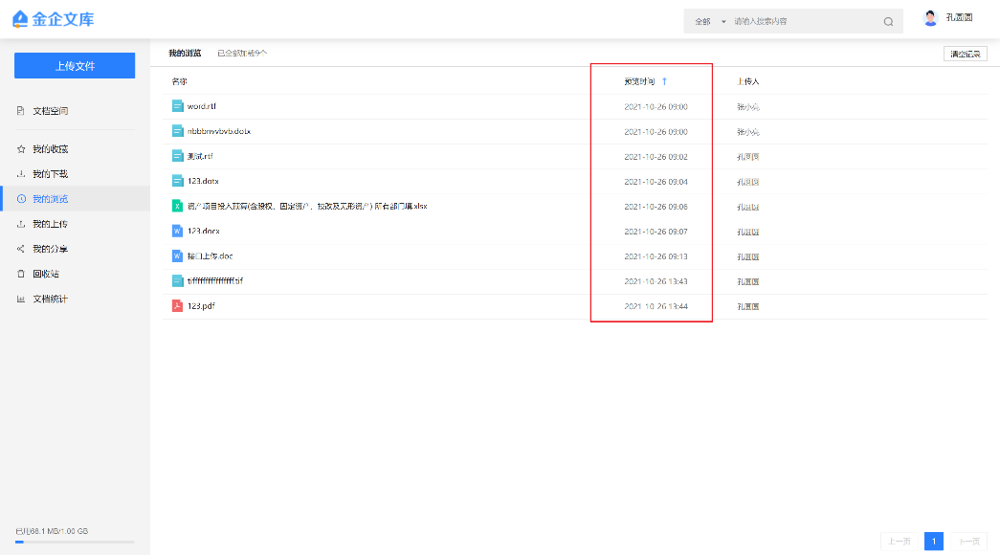 金企文库
全部 请输入搜索内容
孔圆圆
上传文件
我的浏览 已全部加载9个
清空记录
名称 预览时间 上传人
文档空间
word.rtf 2021-10-26 09:00 张小亮
nbbbnvvbvb.dotx 2021-10-26 09:00 张小亮
我的收藏
测试.rtf 2021-10-26 09:02 孔圆圆
我的下载
123.dotx 2021-10-26 09:04 孔圆圆
我的浏览
资产项目投入预算(含股权、固定资产、技改及无形资产) 所有部门填.xlsx 2021-10-26 09:06 孔圆圆
我的上传
123.docx 2021-10-26 09:07 孔圆圆
我的分享
接口上传.doc 2021-10-26 09:13 孔圆圆
回收站
2021-10-26 13:43 孔圆圆
文档统计
123.pdf 2021-10-26 13:44 孔圆圆
已用68.1 MB/1.00 GB
上一页 1 下一页